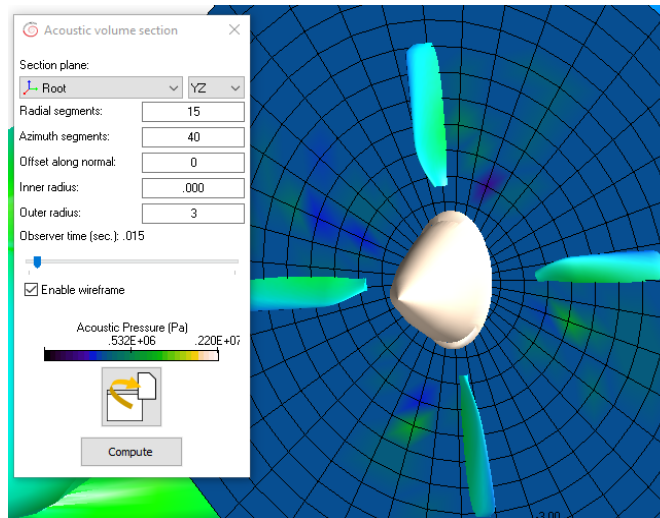 Acoustic volume section
Section plane:
Root YZ
Radial segments: 15
Azimuth segments: 40
Offset along normal: 0
Inner radius: .000
Outer radius: 3
Observer time (sec.): .015
Enable wireframe
Acoustic Pressure (Pa)
.532E+06 .220E+07
Compute
3.00